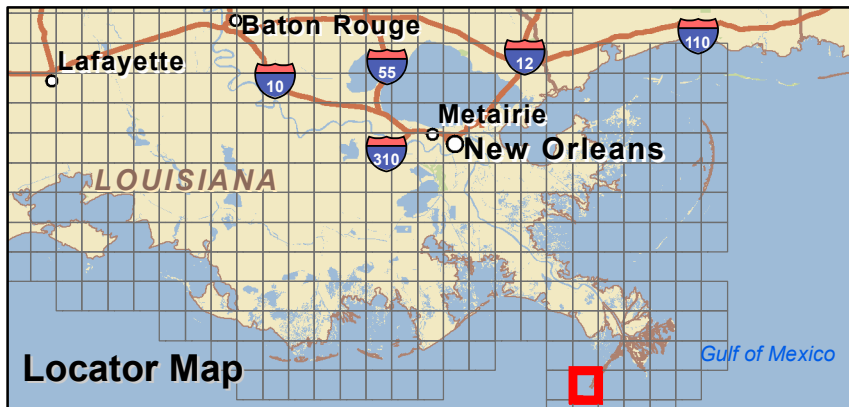 Baton Rouge
110
Lafayette
55
12
10
Metairie
310
New Orleans
LOUISIANA
Gulf of Mexico
Locator Map